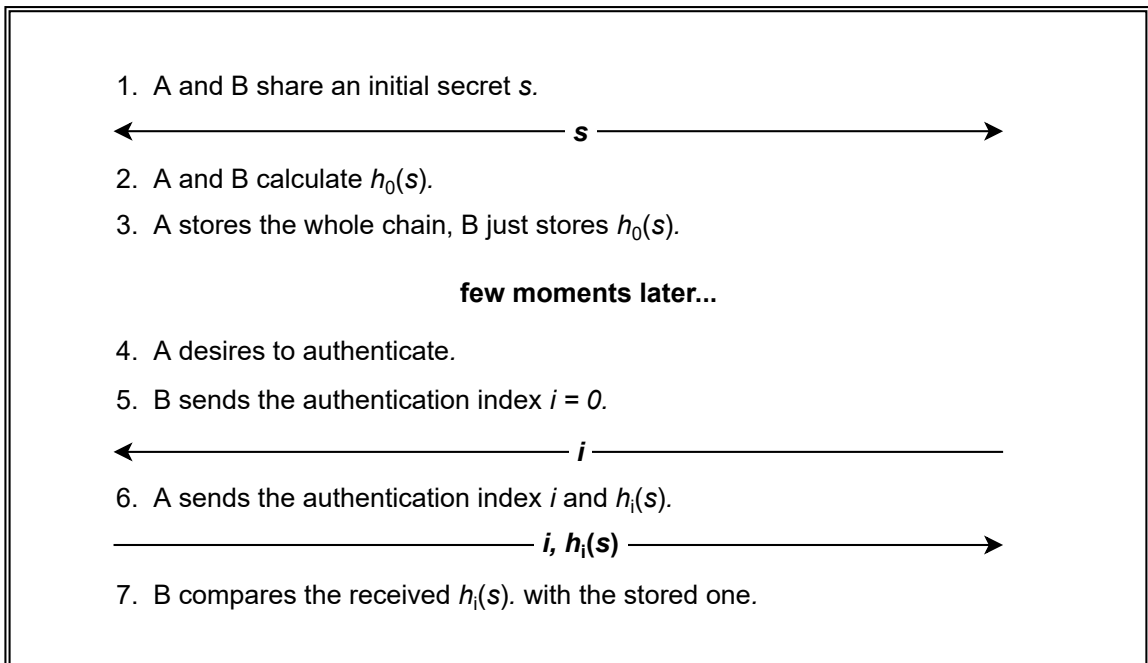 1. A and B share an initial secret s.
s
2. A and B calculate h₀(s).
3. A stores the whole chain, B just stores h₀(s).
few moments later...
4. A desires to authenticate.
5. B sends the authentication index i = 0.
i
6. A sends the authentication index i and hᵢ(s).
i, hᵢ(s)
7. B compares the received hᵢ(s). with the stored one.